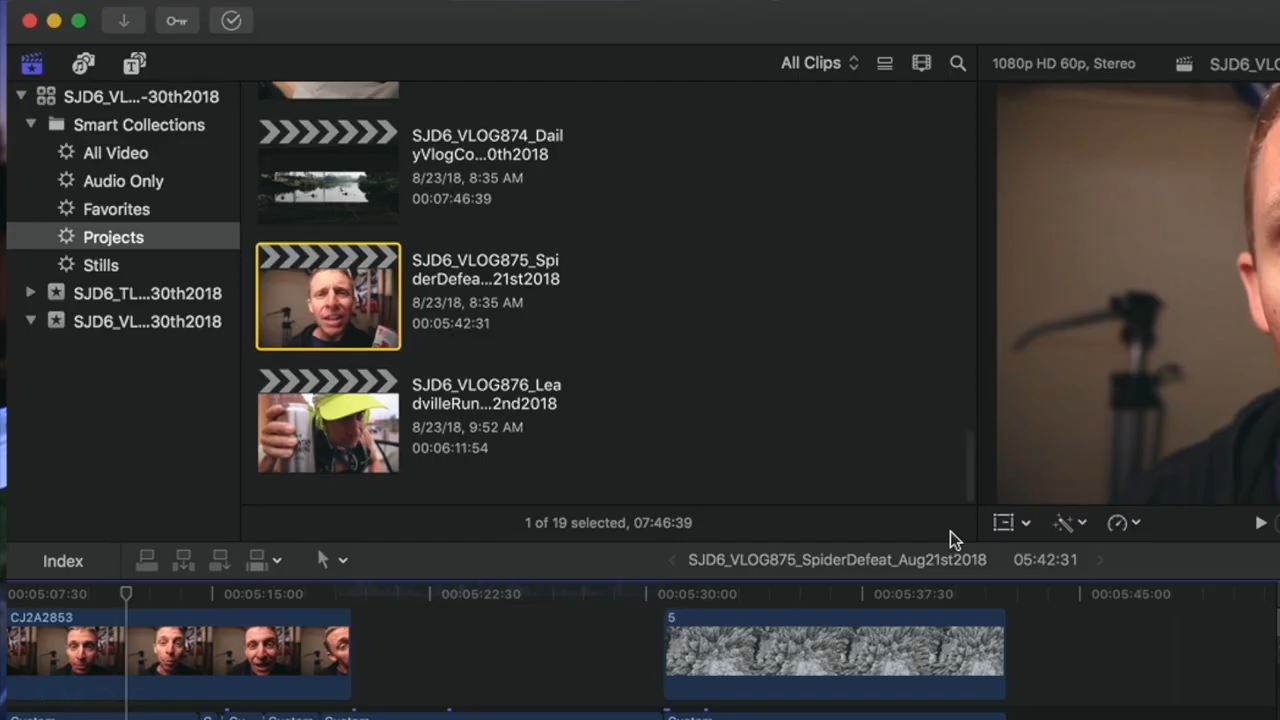 All Clips
1080p HD 60p, Stereo
SJD6_VLO
SJD6_VL...-30th2018
Smart Collections
All Video
Audio Only
Favorites
Projects
Stills
SJD6_TL...30th2018
SJD6_VL...30th2018
SJD6_VLOG874_Dail
yVlogCo...0th2018
8/23/18, 8:35 AM
00:07:46:39
SJD6_VLOG875_Spi
derDefea...21st2018
8/23/18, 8:35 AM
00:05:42:31
SJD6_VLOG876_Lea
dvilleRun...2nd2018
8/23/18, 9:52 AM
00:06:11:54
1 of 19 selected, 07:46:39
Index
SJD6_VLOG875_SpiderDefeat_Aug21st2018 05:42:31
00:05:07:30 00:05:15:00 00:05:22:30 00:05:30:00 00:05:37:30 00:05:45:00
CJ2A2853
5